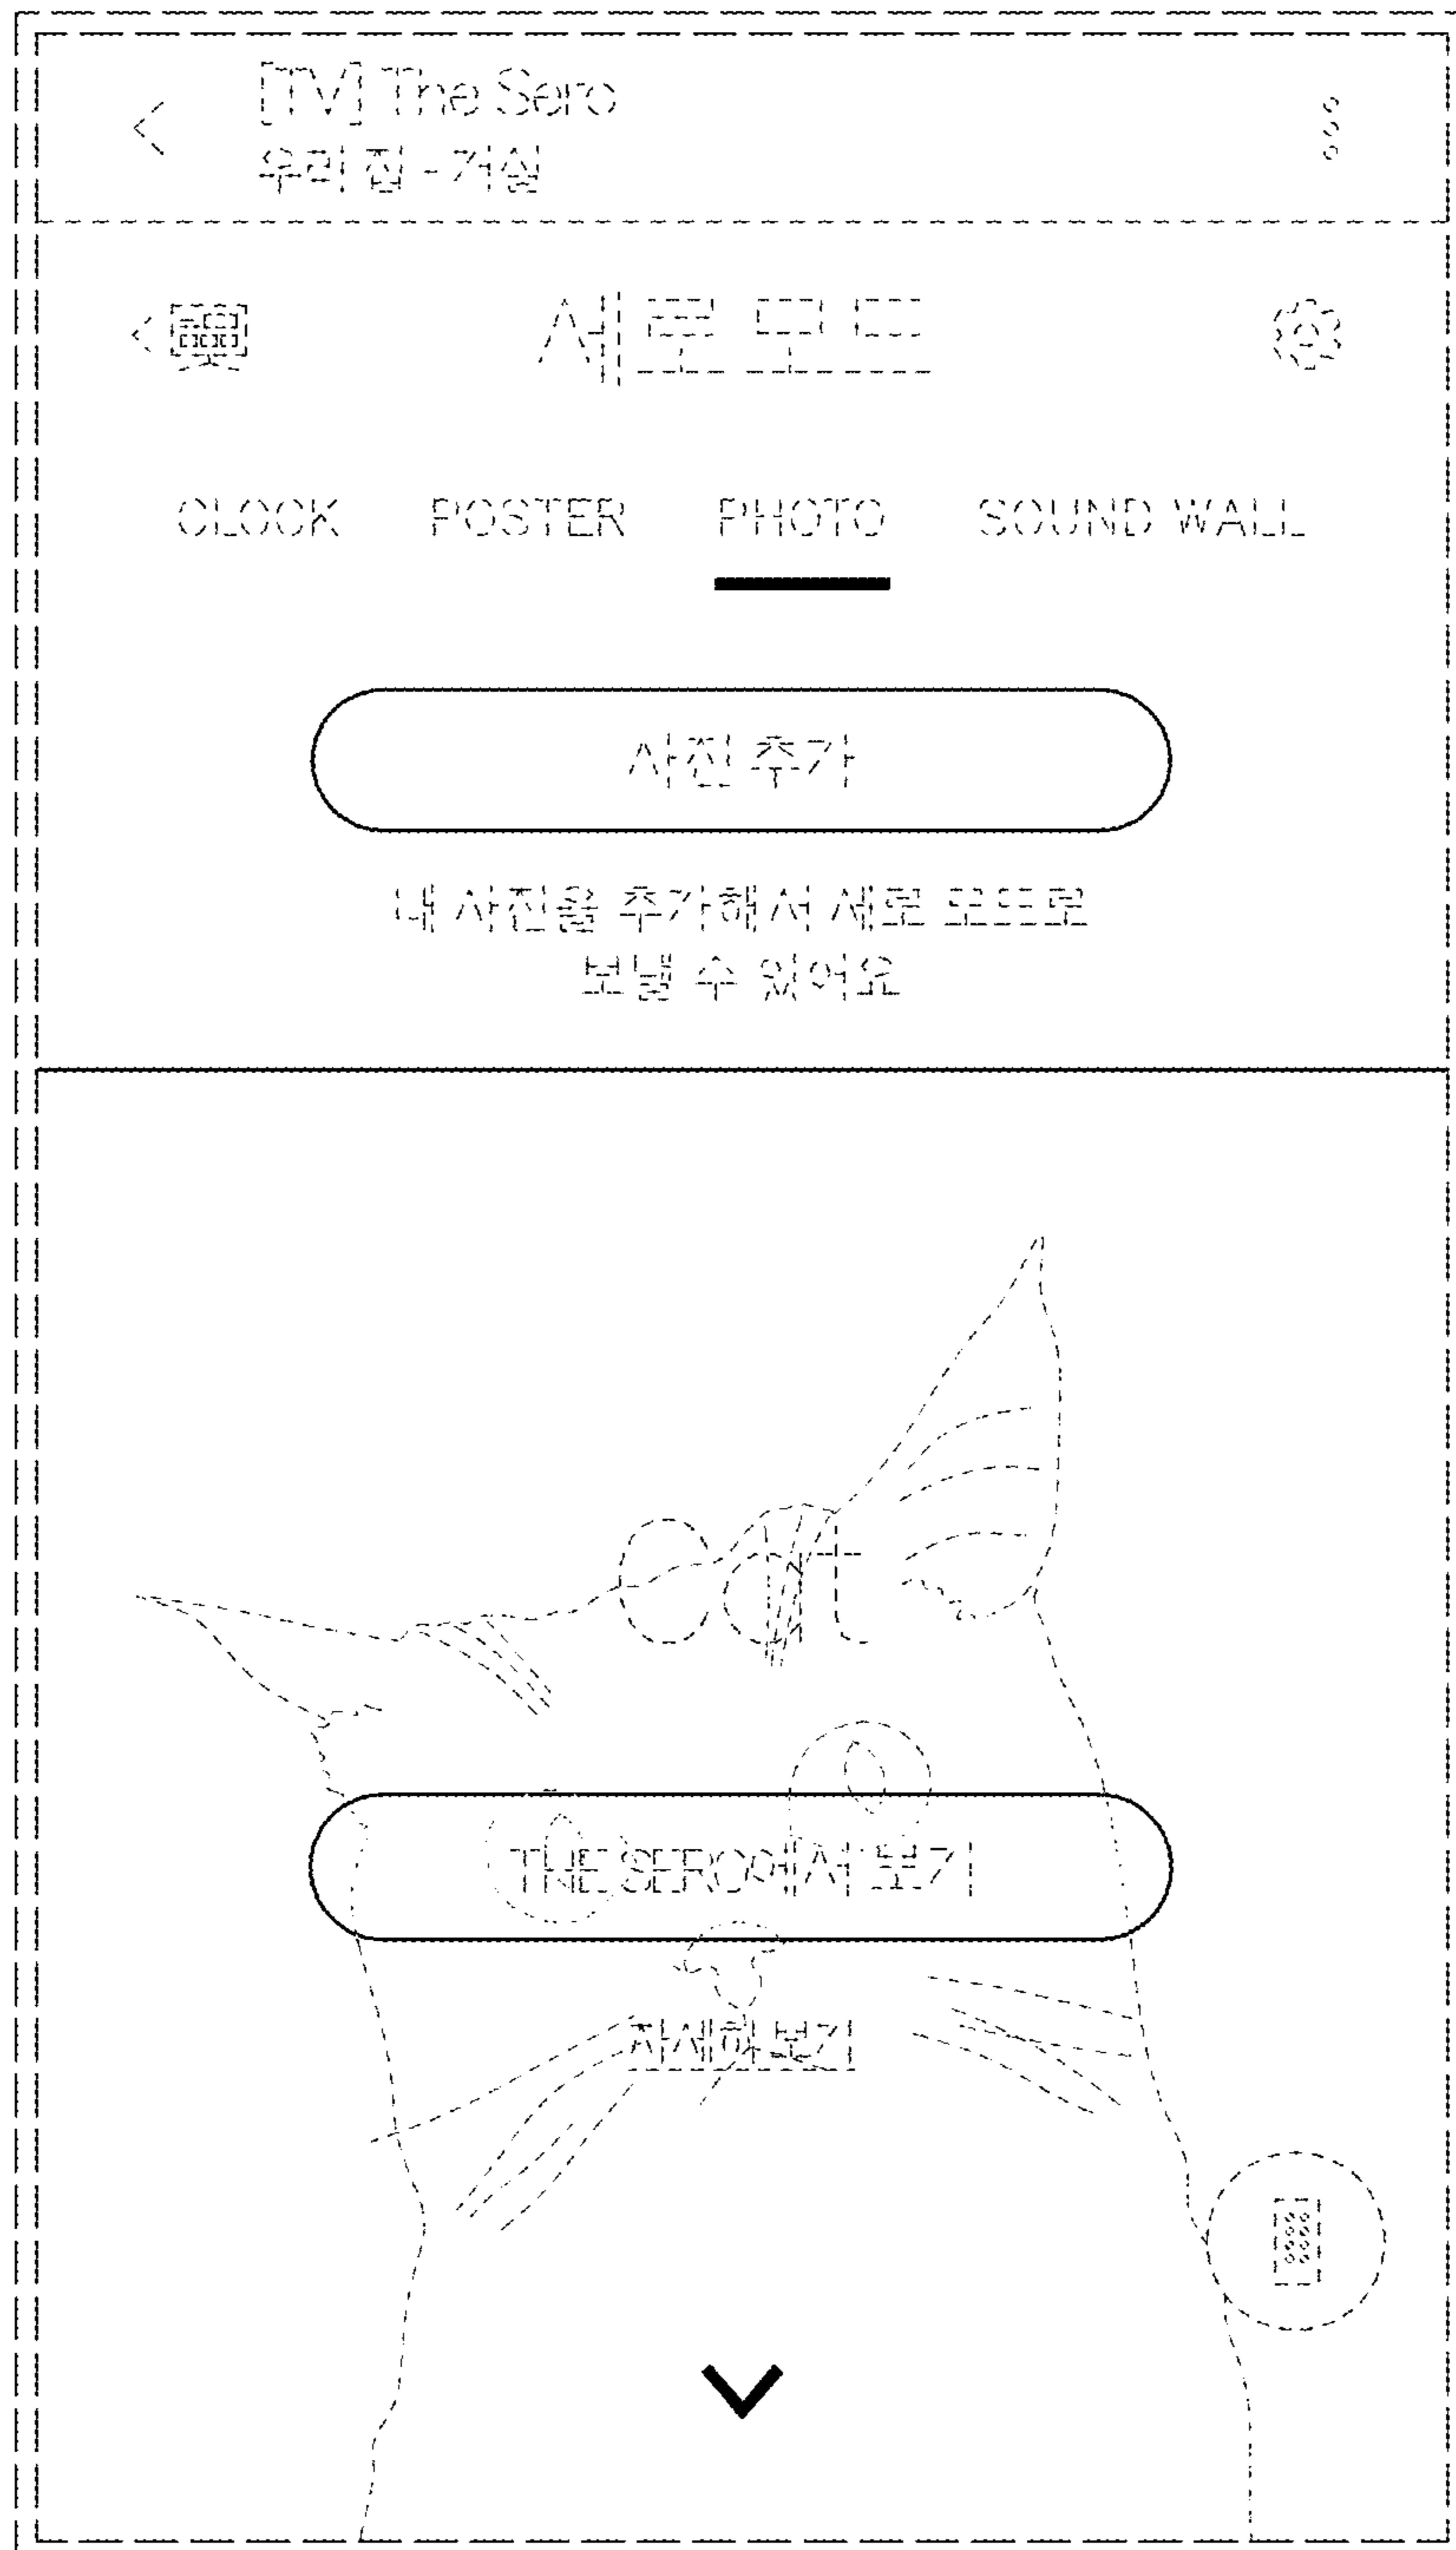 [TV] The Sero
우리 집 - 거실
세로모드
CLOCK POSTER PHOTO SOUND WALL
사진 추가
내 사진을 추가해서 세로 모드로
보낼 수 있어요
cat
THE SERO에서 보기
자세히 보기